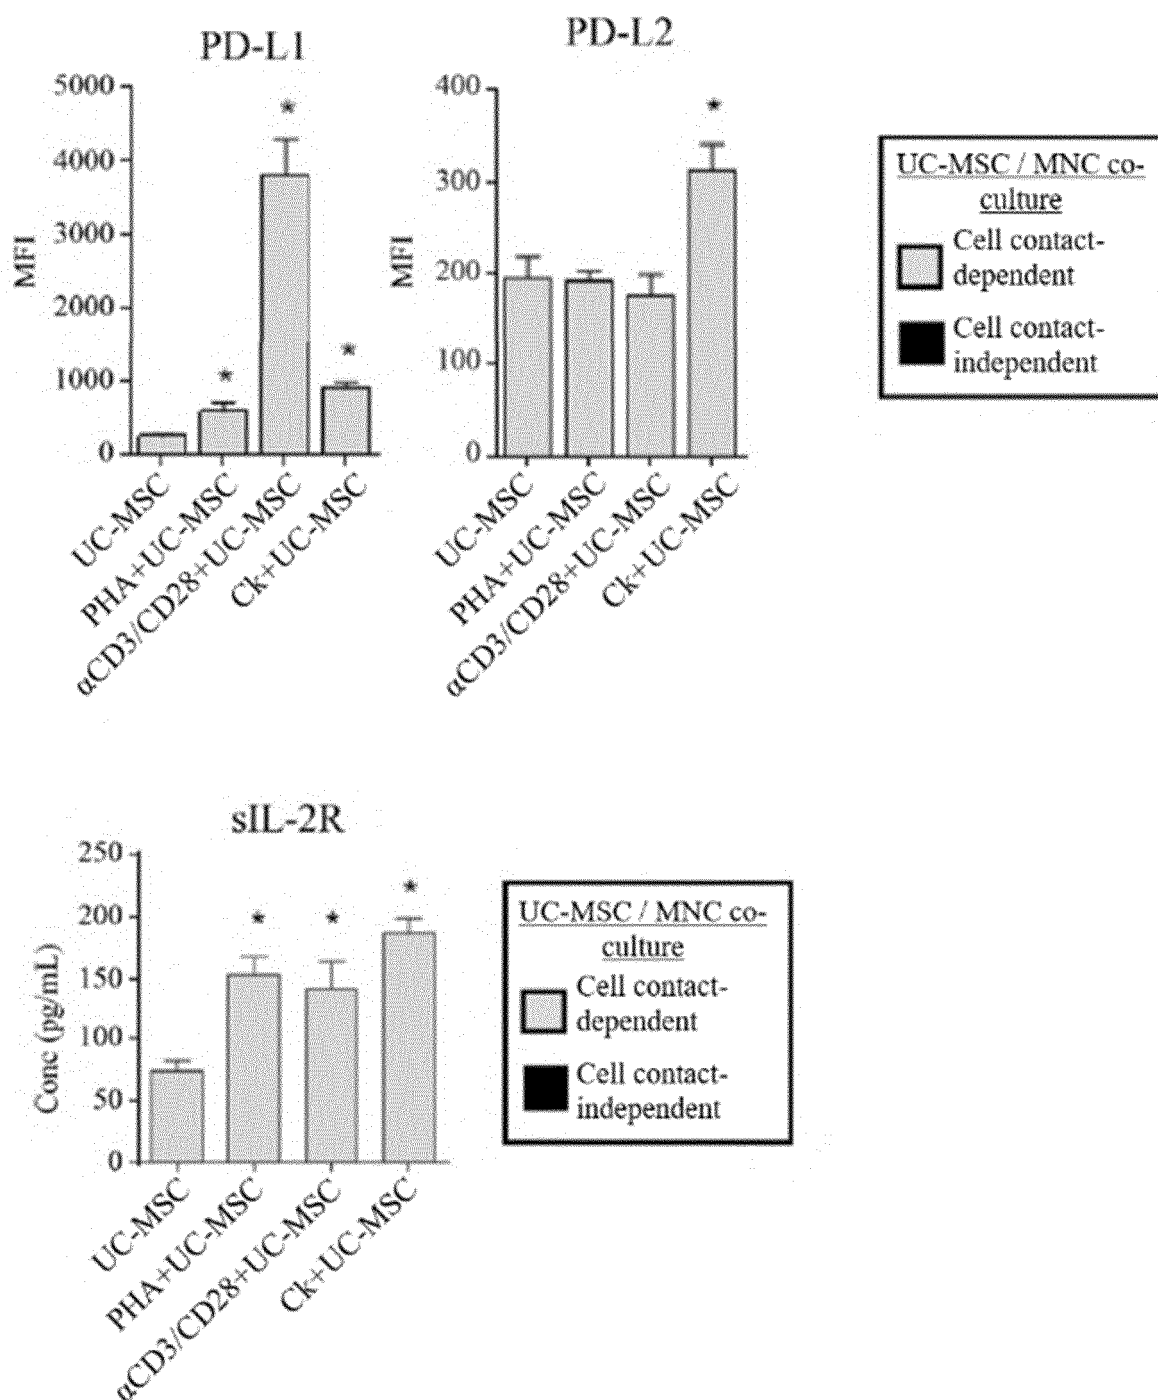 PD-L1
5000
4000
3000
2000
1000
0
MFI
*
*
*
UC-MSC
PHA+UC-MSC
αCD3/CD28+UC-MSC
Ck+UC-MSC
PD-L2
400
300
200
100
0
MFI
*
UC-MSC
PHA+UC-MSC
αCD3/CD28+UC-MSC
Ck+UC-MSC
UC-MSC / MNC co-
culture
Cell contact-
dependent
Cell contact-
independent
sIL-2R
250
200
150
100
50
0
Conc (pg/mL)
*
*
*
UC-MSC
PHA+UC-MSC
αCD3/CD28+UC-MSC
Ck+UC-MSC
UC-MSC / MNC co-
culture
Cell contact-
dependent
Cell contact-
independent